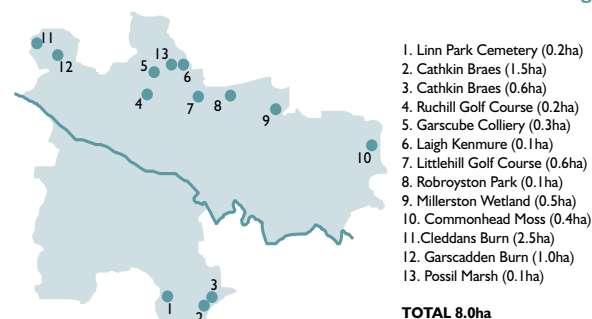 11
12
13
5
6
4
7
8
9
10
3
1
2
1. Linn Park Cemetery (0.2ha)
2. Cathkin Braes (1.5ha)
3. Cathkin Braes (0.6ha)
4. Ruchill Golf Course (0.2ha)
5. Garscube Colliery (0.3ha)
6. Laigh Kenmure (0.1ha)
7. Littlehill Golf Course (0.6ha)
8. Robroyston Park (0.1ha)
9. Millerston Wetland (0.5ha)
10. Commonhead Moss (0.4ha)
11.Cleddans Burn (2.5ha)
12. Garscadden Burn (1.0ha)
13. Possil Marsh (0.1ha)
TOTAL 8.0ha